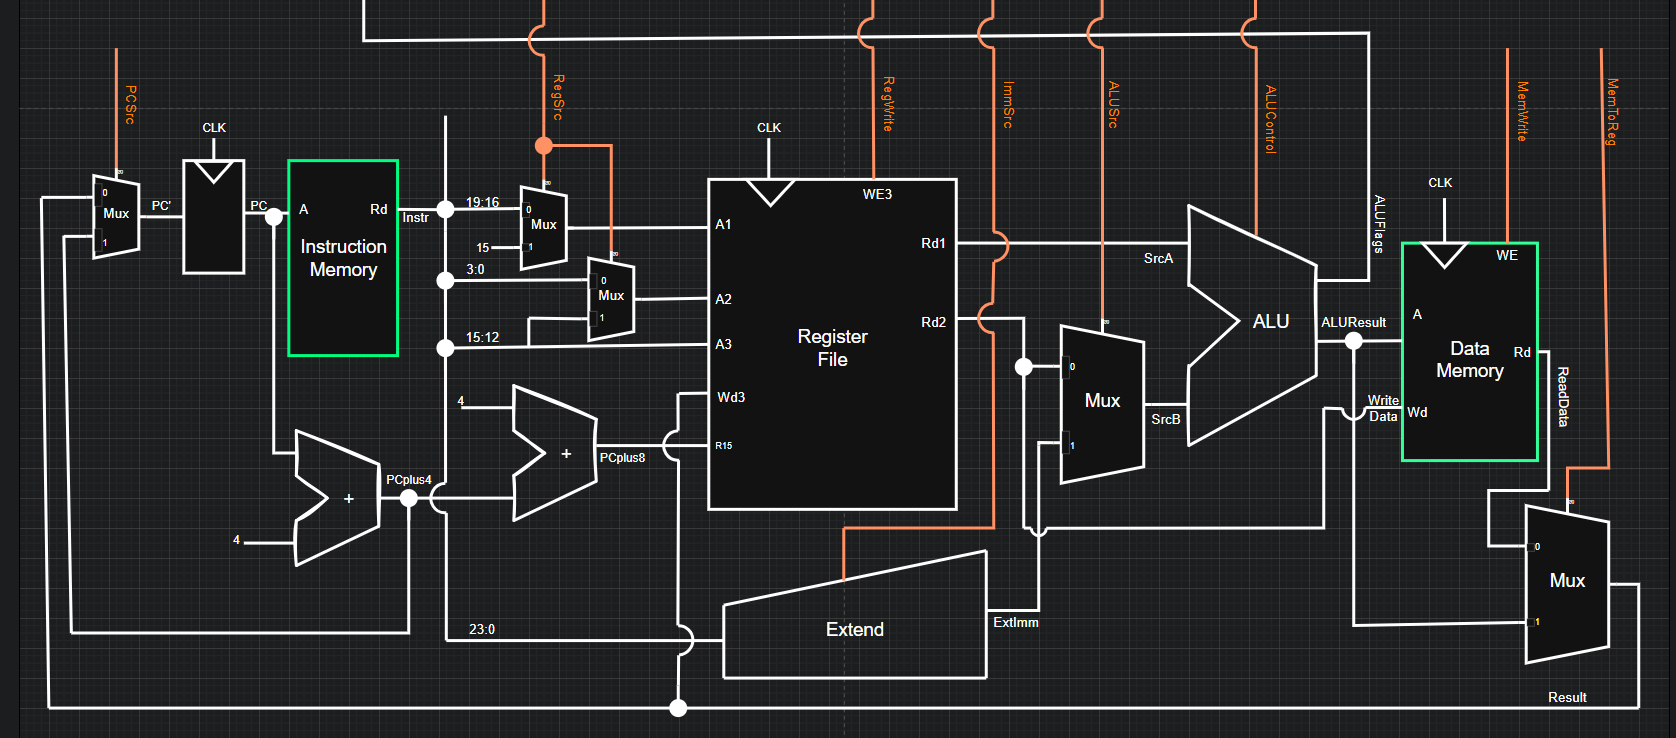 PCSrc
CLK
0
Mux
1
PC'
PC
A
Rd
Instruction
Memory
Instr
RegSrc
19:16
0
Mux
15
1
3:0
0
Mux
1
15:12
4
+
PCplus4
4
+
PCplus8
23:0
CLK
RegWrite
WE3
A1
A2
A3
Wd3
R15
Rd1
Rd2
Register
File
ImmSrc
Extend
ExtImm
ALUSrc
0
Mux
1
SrcA
SrcB
ALUControl
ALU
ALUFlags
ALUResult
CLK
MemWrite
WE
A
Data
Memory
Rd
Write
Data
Wd
ReadData
MemToReg
0
Mux
1
Result